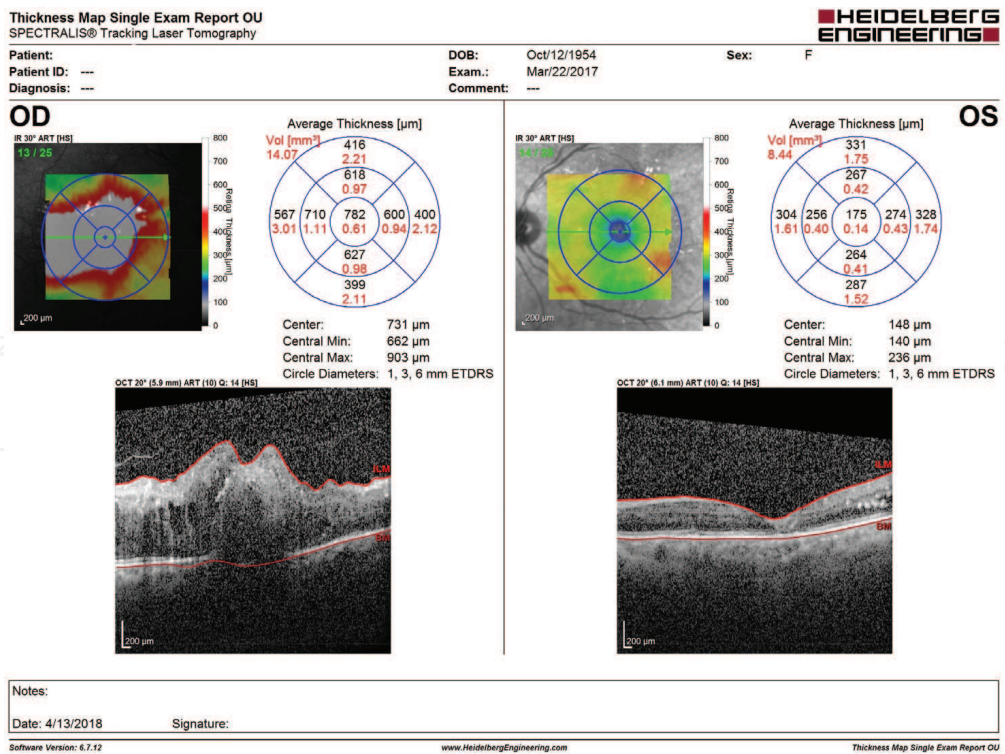 Thickness Map Single Exam Report OU
SPECTRALIS® Tracking Laser Tomography
HEIDELBERG
ENGINEERING
Patient: DOB: Oct/12/1954 Sex: F
Patient ID: --- Exam.: Mar/22/2017
Diagnosis: --- Comment: ---
OD
IR 30° ART [HS]
13 / 25
200 µm
800
700
600
500
400
300
200
100
0
Retina Thickness [µm]
Average Thickness [µm]
Vol [mm³]
14.07
416
2.21
618
0.97
567 710 782 600 400
3.01 1.11 0.61 0.94 2.12
627
0.98
399
2.11
Center: 731 µm
Central Min: 662 µm
Central Max: 903 µm
Circle Diameters: 1, 3, 6 mm ETDRS
OCT 20° (5.9 mm) ART (10) Q: 14 [HS]
ILM
BM
200 µm
OS
IR 30° ART [HS]
200 µm
800
700
600
500
400
300
200
100
0
Retina Thickness [µm]
Average Thickness [µm]
Vol [mm³]
8.44
331
1.75
267
0.42
304 256 175 274 328
1.61 0.40 0.14 0.43 1.74
264
0.41
287
1.52
Center: 148 µm
Central Min: 140 µm
Central Max: 236 µm
Circle Diameters: 1, 3, 6 mm ETDRS
OCT 20° (6.1 mm) ART (10) Q: 14 [HS]
ILM
BM
200 µm
Notes:
Date: 4/13/2018 Signature:
Software Version: 6.7.12 www.HeidelbergEngineering.com Thickness Map Single Exam Report OU